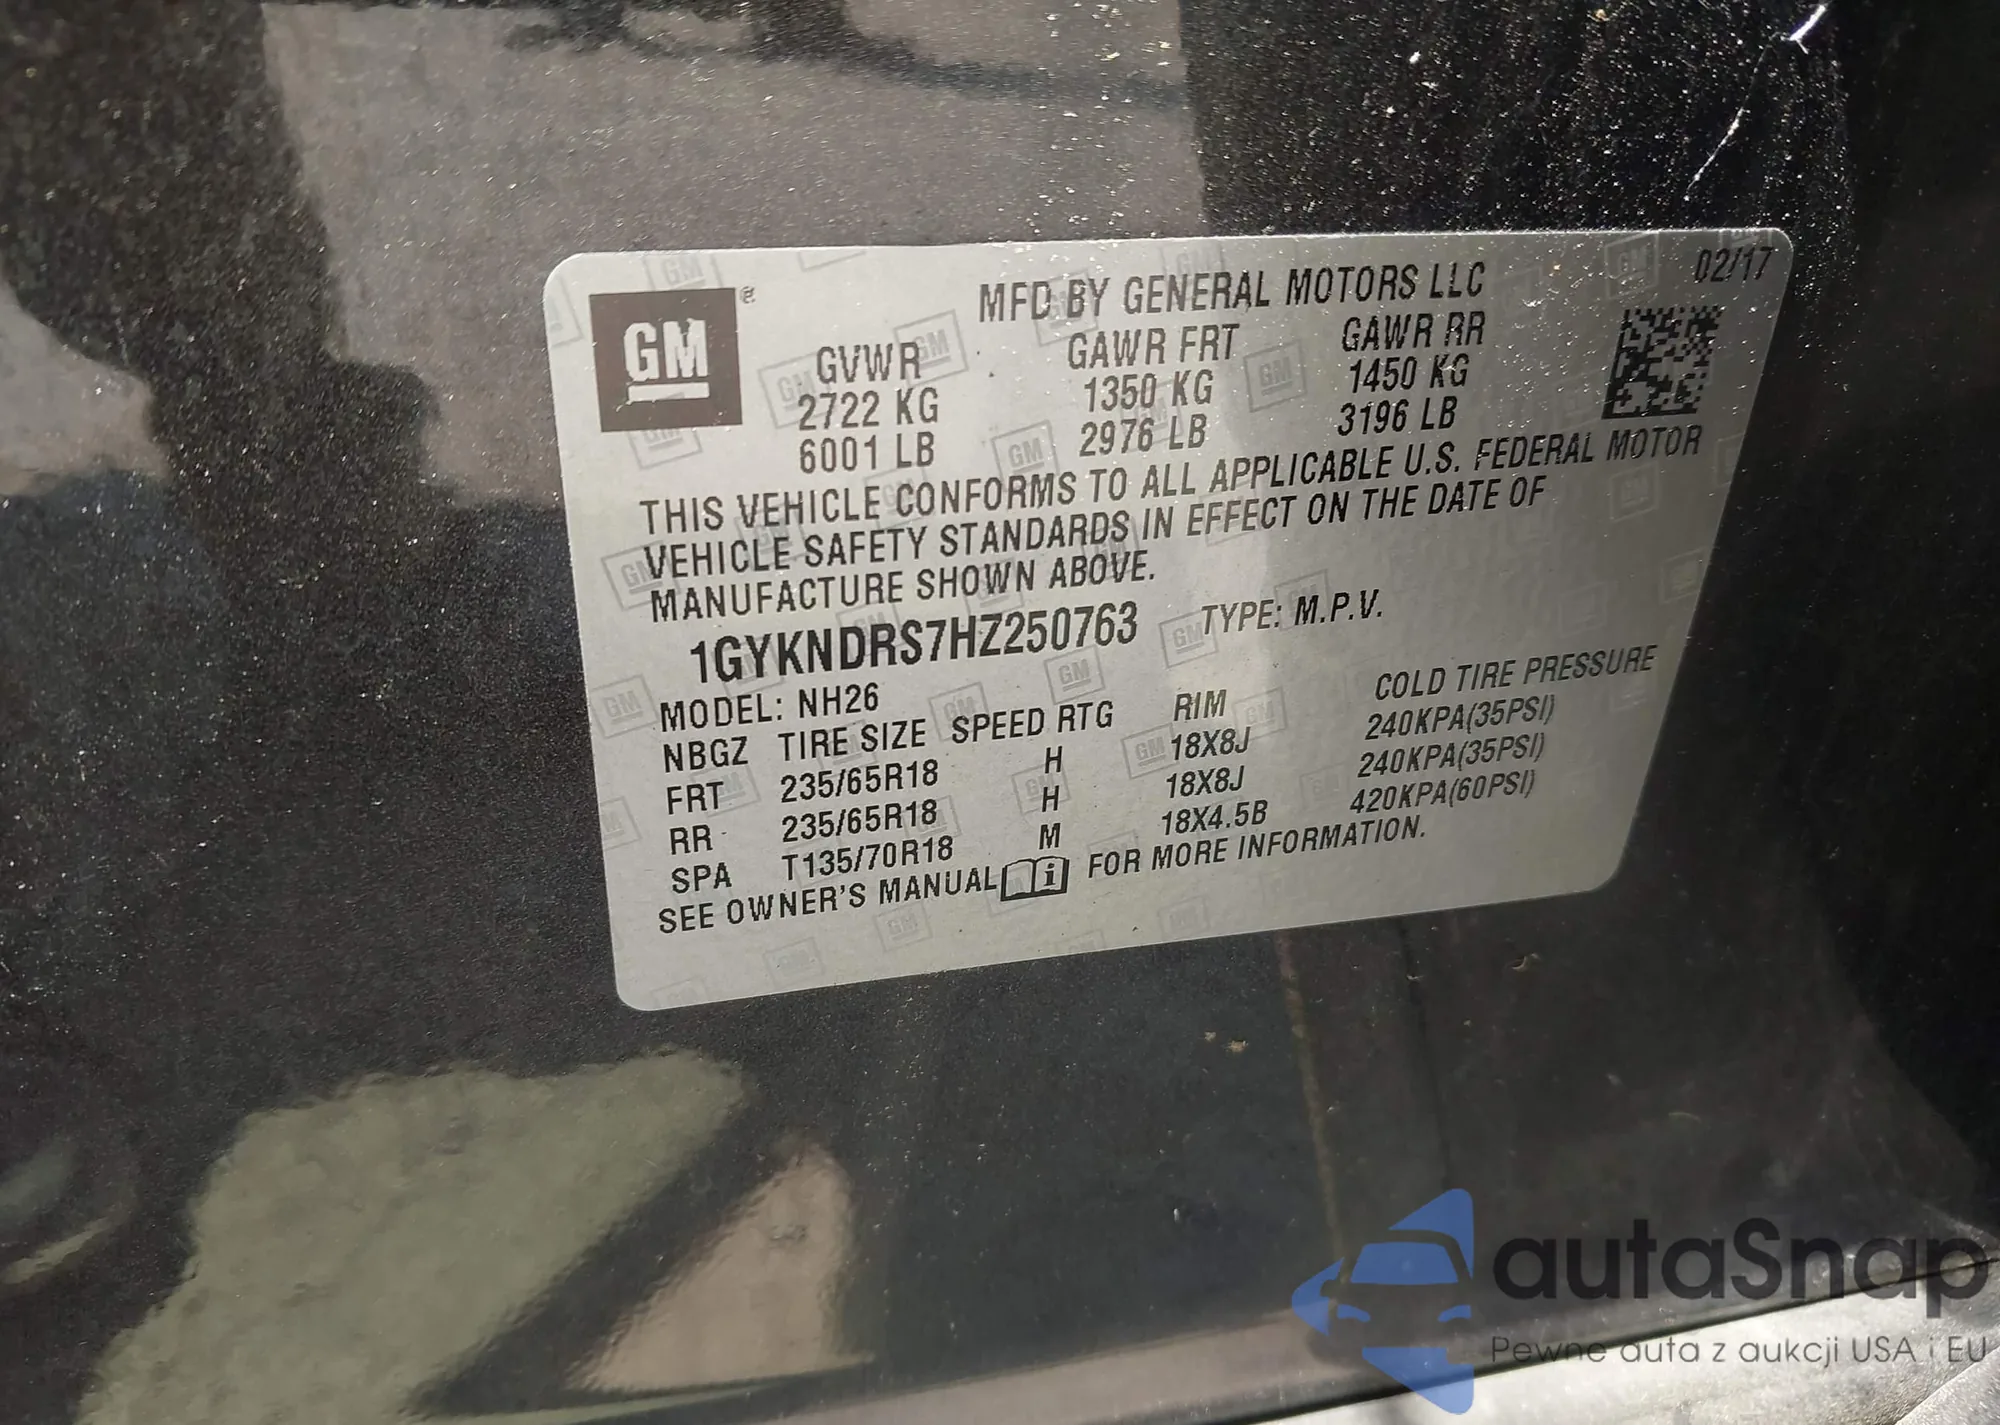 02/17
GM ®
MFD BY GENERAL MOTORS LLC
GVWR GAWR FRT GAWR RR
2722 KG 1350 KG 1450 KG
6001 LB 2976 LB 3196 LB
THIS VEHICLE CONFORMS TO ALL APPLICABLE U.S. FEDERAL MOTOR
VEHICLE SAFETY STANDARDS IN EFFECT ON THE DATE OF
MANUFACTURE SHOWN ABOVE.
1GYKNDRS7HZ250763 TYPE: M.P.V.
MODEL: NH26
NBGZ TIRE SIZE SPEED RTG RIM COLD TIRE PRESSURE
FRT 235/65R18 H 18X8J 240KPA(35PSI)
RR 235/65R18 H 18X8J 240KPA(35PSI)
SPA T135/70R18 M 18X4.5B 420KPA(60PSI)
SEE OWNER'S MANUAL i FOR MORE INFORMATION.
autaSnap
Pewne auta z aukcji USA i EU